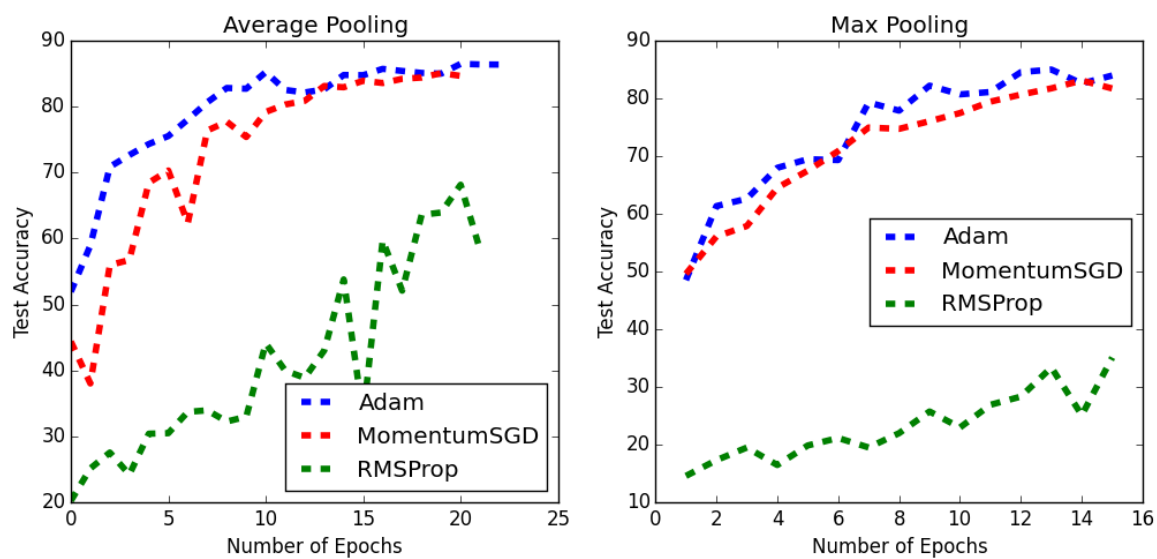 Average Pooling
90
80
70
60
50
40
30
20
Test Accuracy
Adam
MomentumSGD
RMSProp
0 5 10 15 20 25
Number of Epochs
Max Pooling
90
80
70
60
50
40
30
20
10
Test Accuracy
Adam
MomentumSGD
RMSProp
0 2 4 6 8 10 12 14 16
Number of Epochs